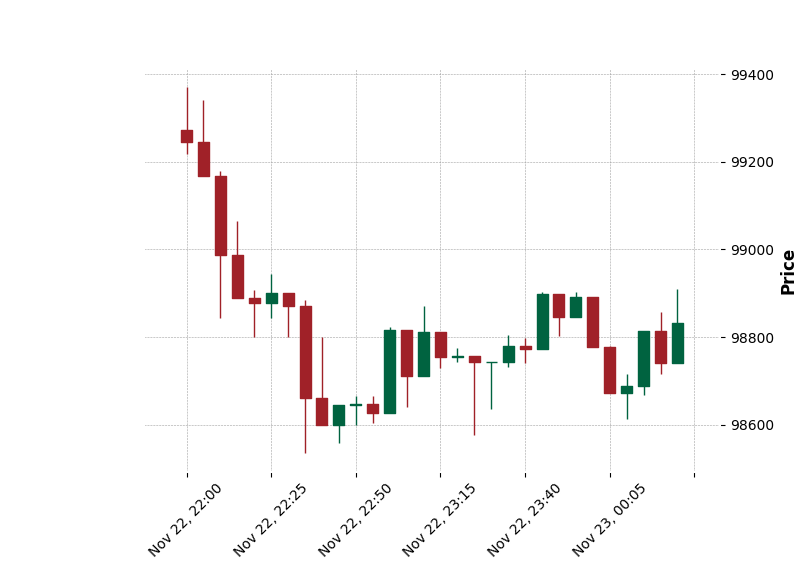 99400
99200
99000
98800
98600
Price
Nov 22, 22:00
Nov 22, 22:25
Nov 22, 22:50
Nov 22, 23:15
Nov 22, 23:40
Nov 23, 00:05